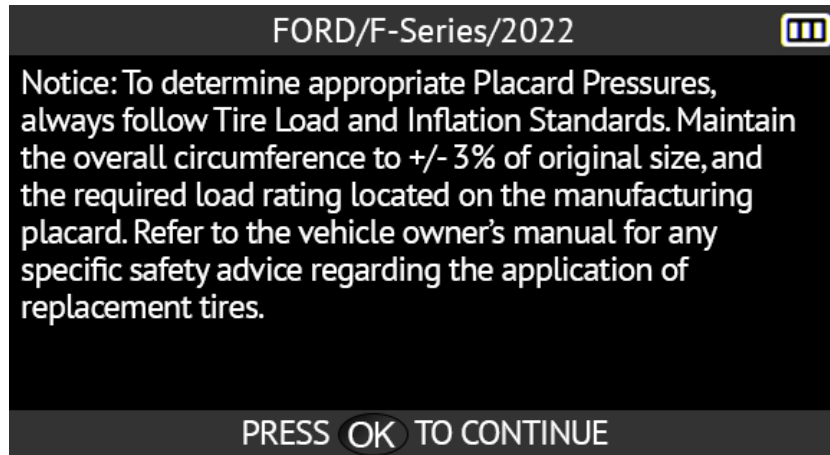 FORD/F-Series/2022
Notice: To determine appropriate Placard Pressures,
always follow Tire Load and Inflation Standards. Maintain
the overall circumference to +/- 3% of original size, and
the required load rating located on the manufacturing
placard. Refer to the vehicle owner's manual for any
specific safety advice regarding the application of
replacement tires.
PRESS OK TO CONTINUE